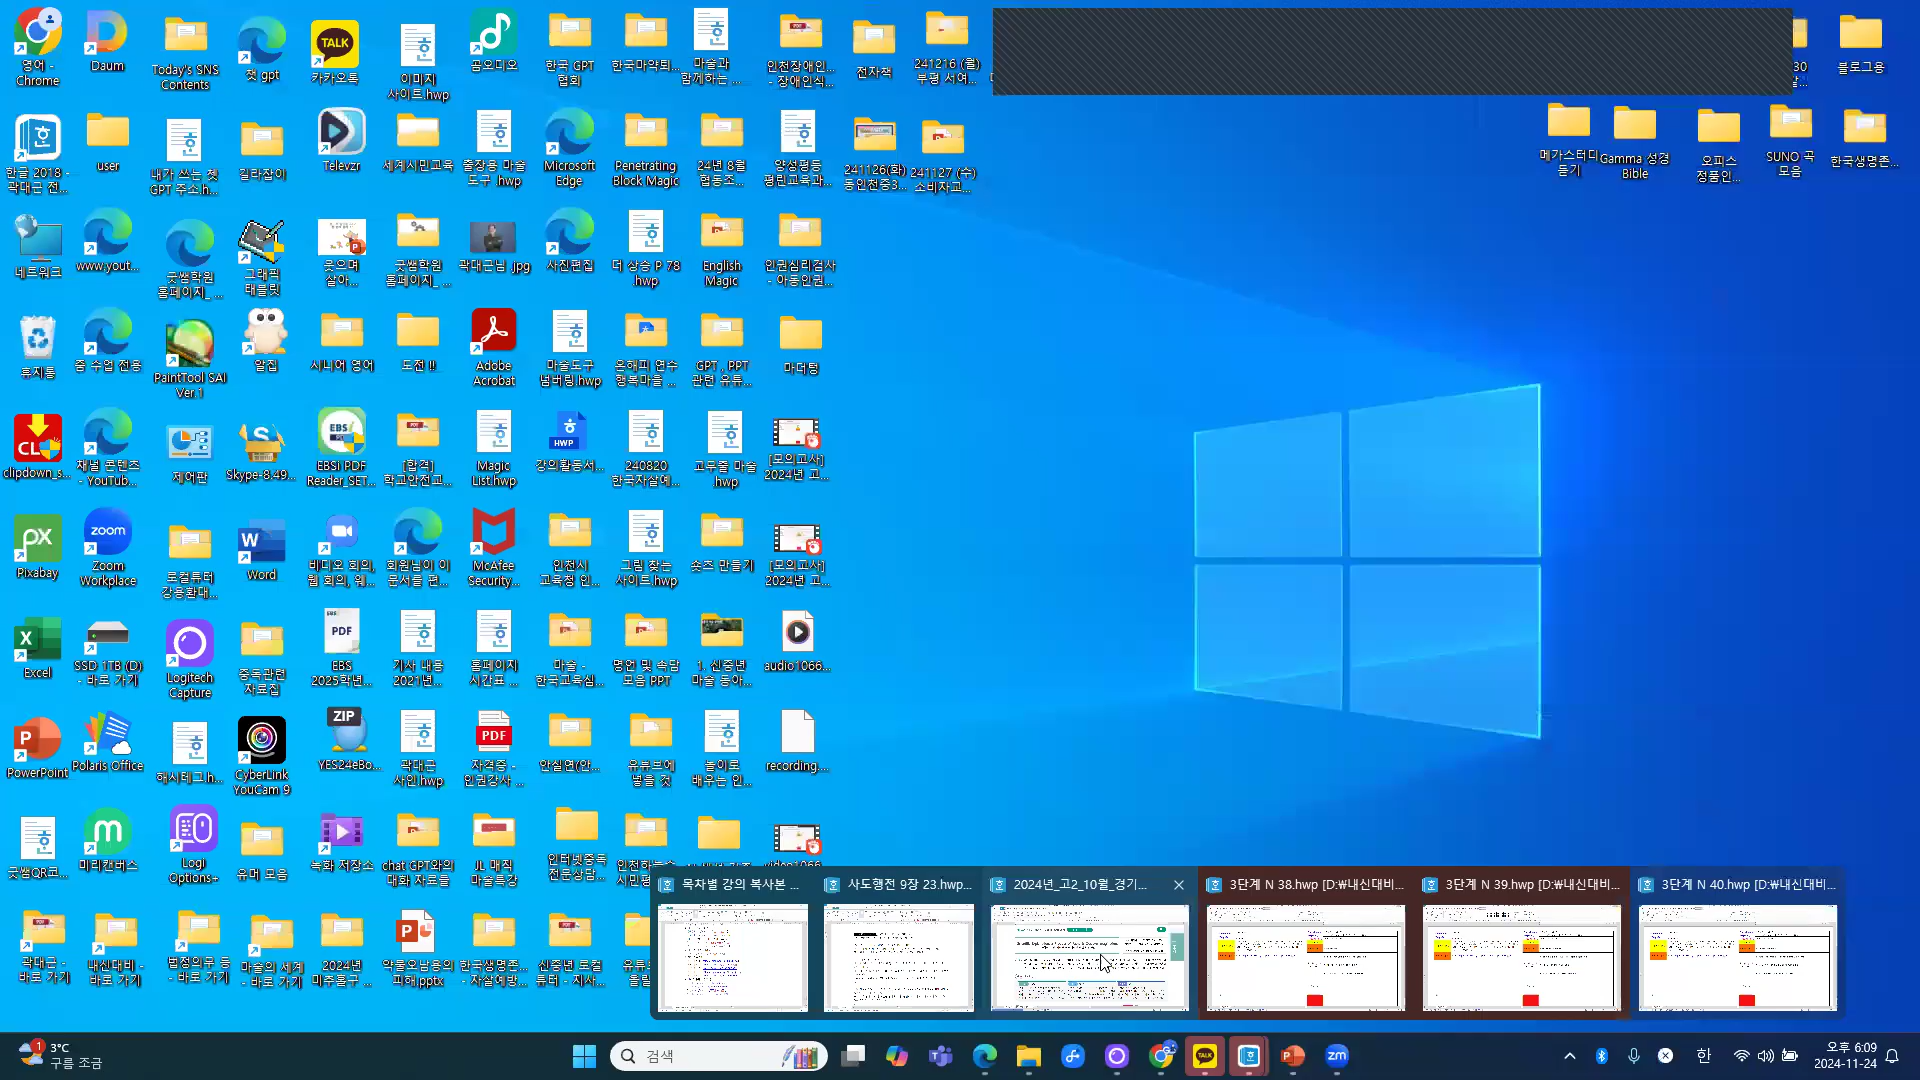 영어 -
Chrome
Daum
Today's SNS
Contents
챗 gpt
TALK
카카오톡
이미지
사이트.hwp
곰오디오
한국 GPT
협회
한국마약퇴...
마술과
함께하는 ...
인천장애인...
- 장애인식...
전자책
241216 (월)
부평 서여...
블로그용
한글 2018 -
곽대근 전...
user
내가 쓰는 챗
GPT 주소.h...
길라잡이
Televzr
세계시민교육
출장용 마술
도구 .hwp
Microsoft
Edge
Penetrating
Block Magic
24년 8월
협동조...
양성평등
평린교육과...
241126(화)
동인천중3...
241127 (수)
소비자교...
메가스터디
듣기
Gamma 성경
Bible
오피스
정품인...
SUNO 곡
모음
한국생명존...
네트워크
www.yout...
굿쌤학원
홈페이지_ ...
그래픽
태블릿
웃으며
살아...
굿쌤학원
홈페이지_ ...
곽대근님 .jpg
사진편집
더 상승 P 78
.hwp
English
Magic
인권심리검사
- 아동인권...
휴지통
줌 수업 전용
PaintTool SAI
Ver.1
알집
시니어 영어
도전 !!
Adobe
Acrobat
마술도구
넘버링.hwp
온해피 연수
행복마을 ...
GPT , PPT
관련 유튜...
마더텅
CL
clipdown_s...
채널 콘텐츠
- YouTub...
제어판
Skype-8.49...
EBS
EBSi PDF
Reader_SET...
[합격]
학교안전교...
Magic
List.hwp
HWP
강의활동서...
240820
한국자살예...
고무줄 마술
.hwp
[모의고사]
2024년 고...
px
Pixabay
zoom
Zoom
Workplace
로컬튜터
강용확대...
Word
비디오 회의,
웹 회의, 웨...
회원님이 이
문서를 편...
McAfee
Security...
인천시
교육청 인...
그림 찾는
사이트.hwp
숏츠 만들기
[모의고사]
2024년 고...
Excel
SSD 1TB (D)
- 바로 가기
Logitech
Capture
중독관련
자료집
PDF
EBS
2025학년...
기사 내용
2021년...
홈페이지
시간표 ...
마술 -
한국교육심...
명언 및 속담
모음 PPT
1. 신중년
마술 동아...
audio1066...
PowerPoint
Polaris Office
해시태그.h...
CyberLink
YouCam 9
ZIP
YES24eBo...
곽대근
사인.hwp
PDF
자격증 -
인권강사 ...
안실연(안...
유튜브에
넣을 것
놀이로
배우는 인...
recording....
굿쌤QR코...
미리캔버스
Logi
Options+
유머 모음
녹화 저장소
chat GPT와의
대화 자료들
JL 매직
마술특강
인터넷중독
전문상담...
곽대근 -
바로 가기
내신대비 -
바로 가기
법정의무 등
- 바로 가기
마술의 세계
- 바로 가기
2024년
미추홀구 ...
약물오남용의
피해.pptx
한국생명존...
- 자살예방...
신중년 로컬
튜터 - 지사...
목차별 강의 복사본 ...
사도행전 9장 23.hwp...
2024년_고2_10월_경기...
3단계 N 38.hwp [D:₩내신대비...
3단계 N 39.hwp [D:₩내신대비...
3단계 N 40.hwp [D:₩내신대비...
3°C
구름 조금
검색
TALK
zm
한
오후 6:09
2024-11-24